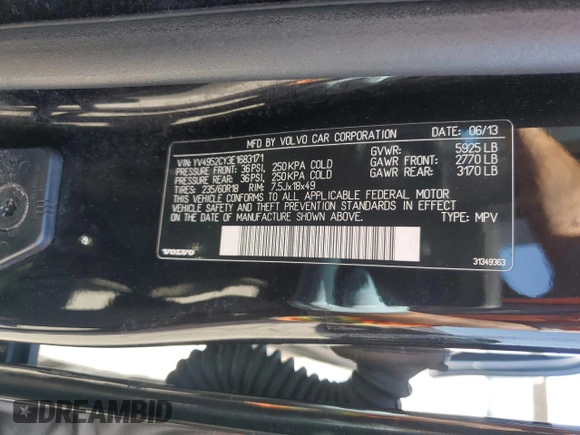 MFD BY VOLVO CAR CORPORATION DATE: 06/13
VIN: YV4952CY3E1683171 GVWR: 5925 LB
PRESSURE FRONT: 36 PSI, 250 KPA COLD GAWR FRONT: 2770 LB
PRESSURE REAR: 36 PSI, 250 KPA COLD GAWR REAR: 3170 LB
TIRES: 235/60R18 RIM: 7.5Jx18x49
THIS VEHICLE CONFORMS TO ALL APPLICABLE FEDERAL MOTOR
VEHICLE SAFETY AND THEFT PREVENTION STANDARDS IN EFFECT
ON THE DATE OF MANUFACTURE SHOWN ABOVE. TYPE: MPV
VOLVO 31349363
DREAMBID